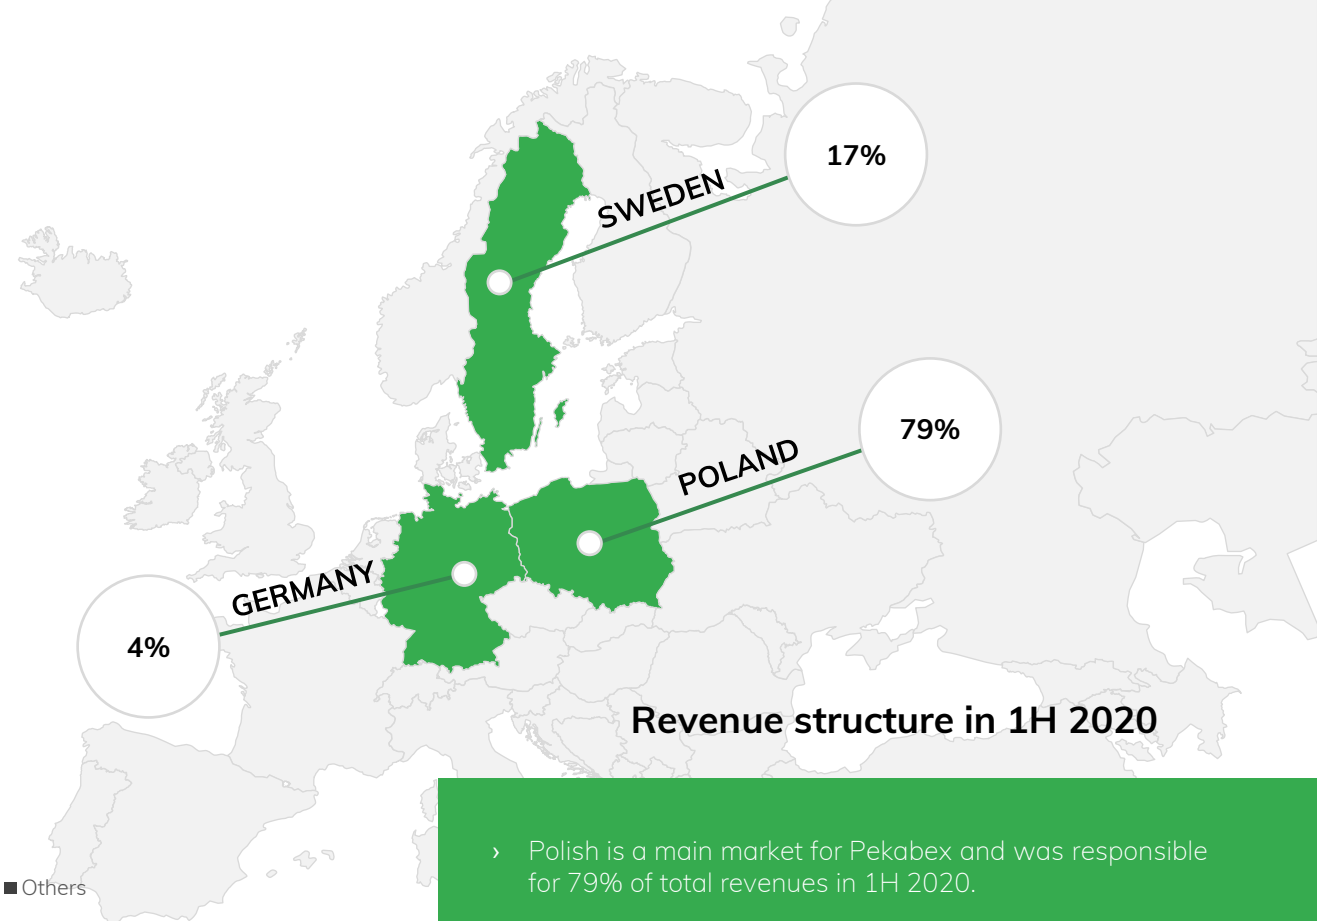 17%
SWEDEN
79%
POLAND
GERMANY
4%
Revenue structure in 1H 2020
› Polish is a main market for Pekabex and was responsible
for 79% of total revenues in 1H 2020.
Others